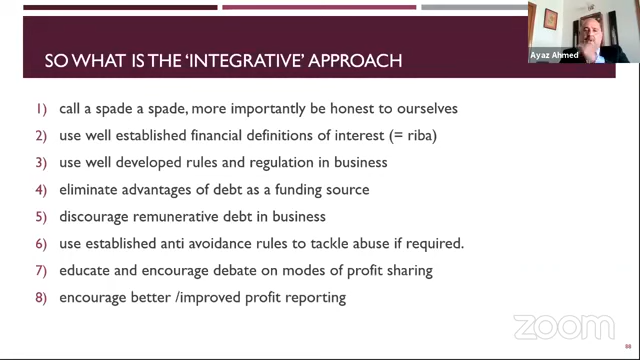 SO WHAT IS THE 'INTEGRATIVE' APPROACH
Ayaz Ahmed
1) call a spade a spade, more importantly be honest to ourselves
2) use well established financial definitions of interest (= riba)
3) use well developed rules and regulation in business
4) eliminate advantages of debt as a funding source
5) discourage remunerative debt in business
6) use established anti avoidance rules to tackle abuse if required.
7) educate and encourage debate on modes of profit sharing
8) encourage better /improved profit reporting
zoom
88